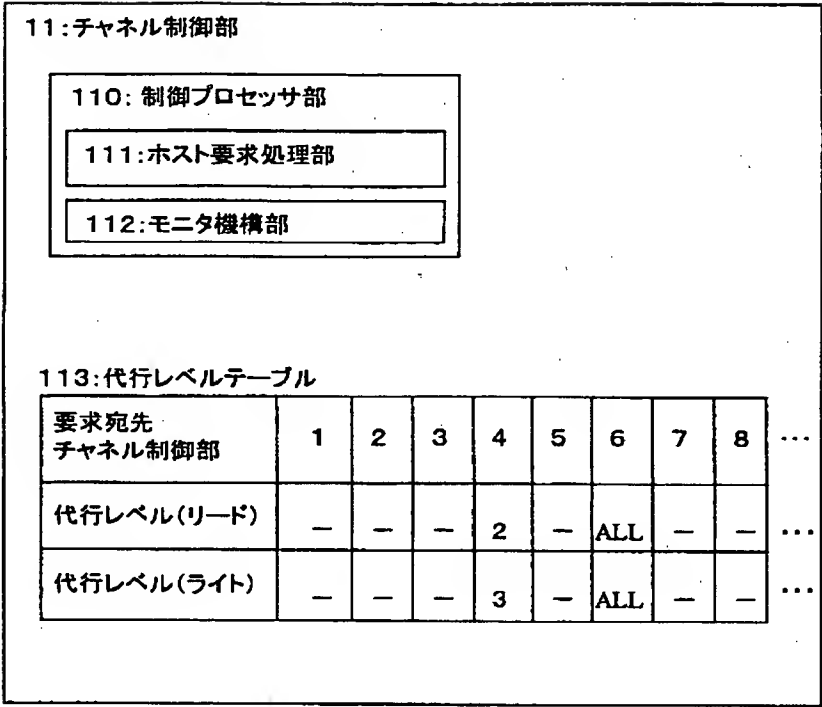 11:チャネル制御部
110: 制御プロセッサ部
111:ホスト要求処理部
112:モニタ機構部
113:代行レベルテーブル
要求宛先
チャネル制御部 1 2 3 4 5 6 7 8 ...
代行レベル(リード) — — — 2 — ALL — — ...
代行レベル(ライト) — — — 3 — ALL — — ...